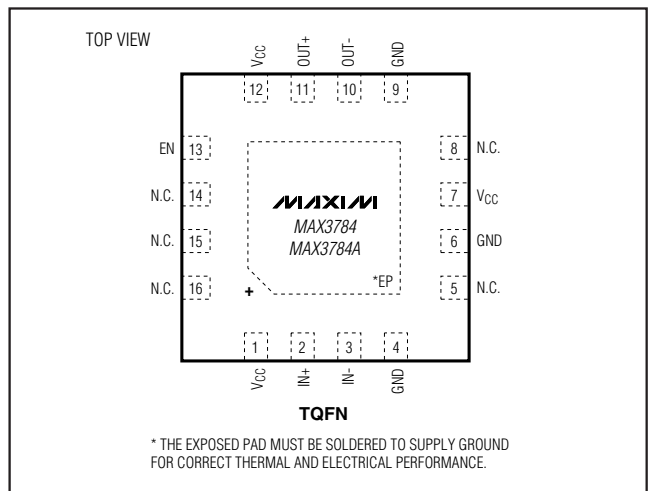 TOP VIEW
VCC
OUT+
OUT-
GND
12
11
10
9
EN 13
8 N.C.
N.C. 14
7 VCC
MAXIM
MAX3784
MAX3784A
N.C. 15
6 GND
*EP
N.C. 16
+
5 N.C.
1
2
3
4
VCC
IN+
IN-
GND
TQFN
* THE EXPOSED PAD MUST BE SOLDERED TO SUPPLY GROUND
FOR CORRECT THERMAL AND ELECTRICAL PERFORMANCE.